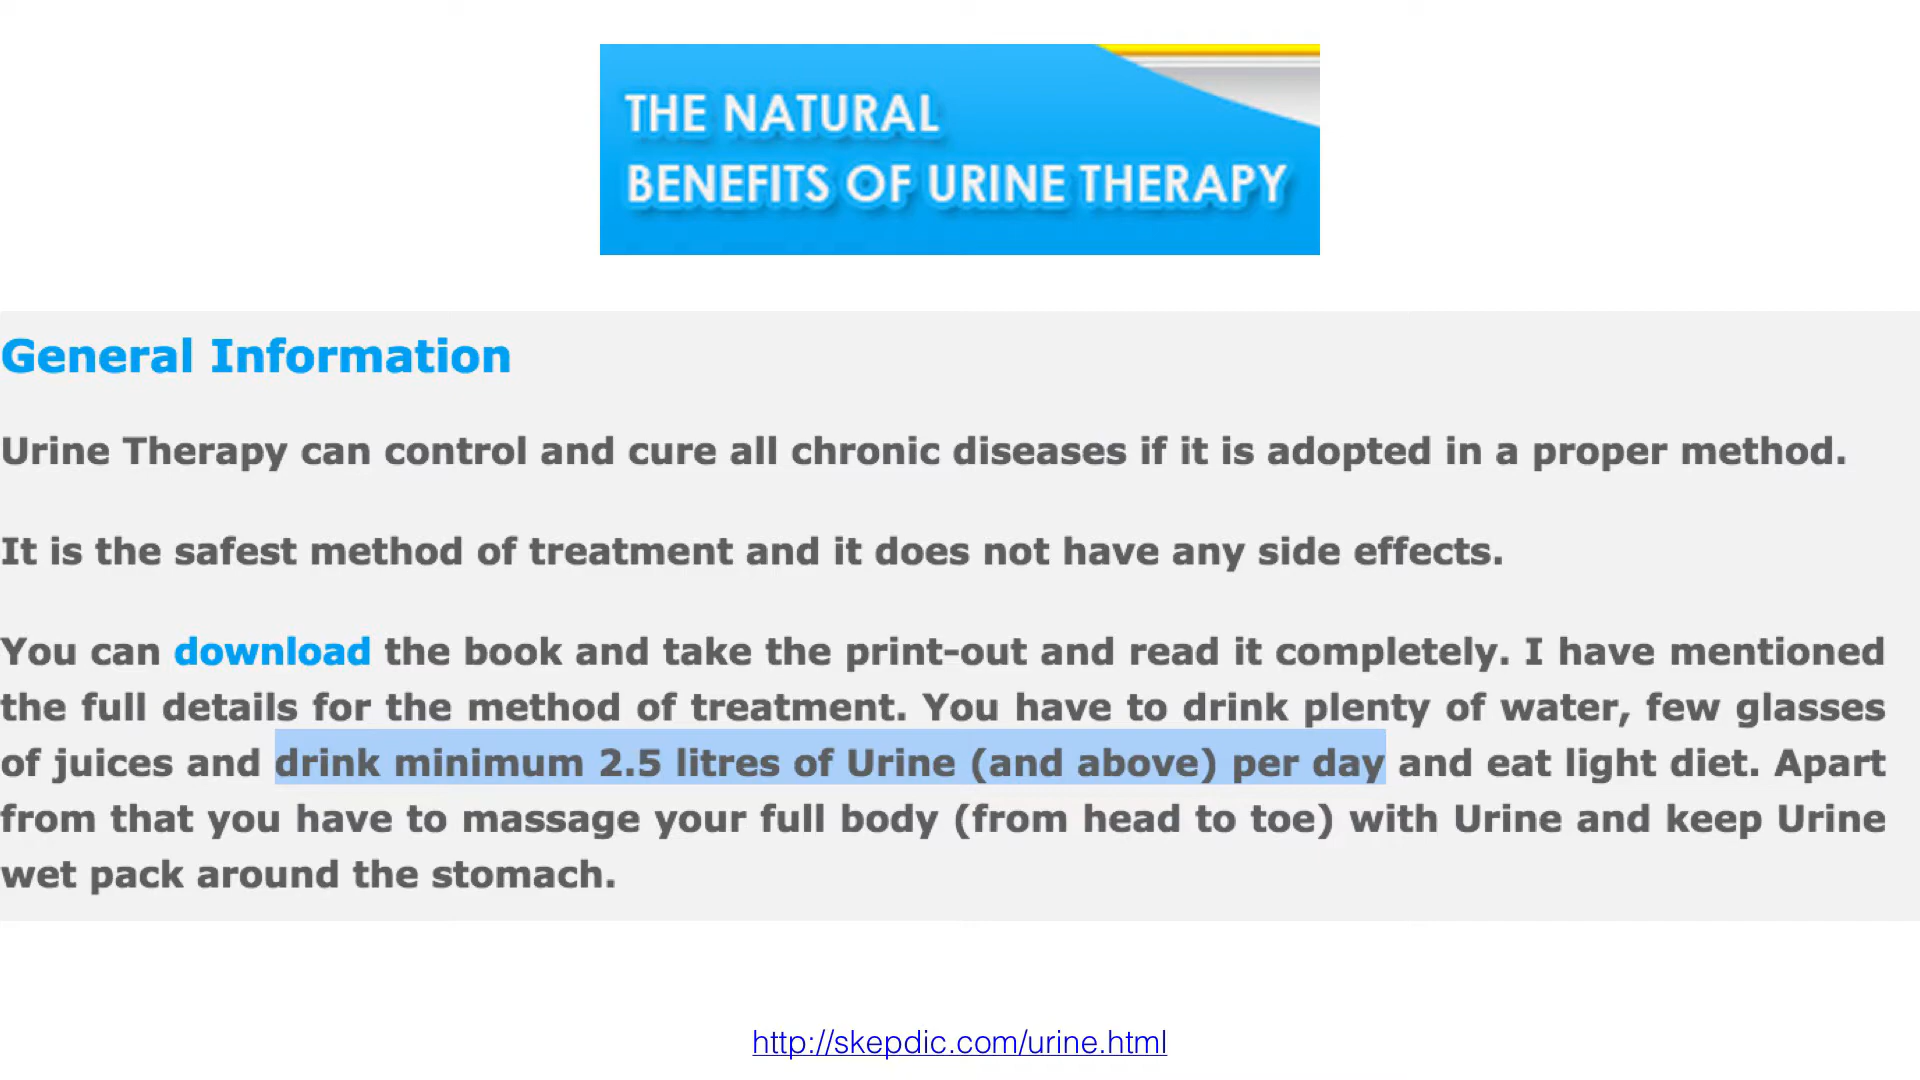 THE NATURAL
BENEFITS OF URINE THERAPY
General Information
Urine Therapy can control and cure all chronic diseases if it is adopted in a proper method.
It is the safest method of treatment and it does not have any side effects.
You can download the book and take the print-out and read it completely. I have mentioned
the full details for the method of treatment. You have to drink plenty of water, few glasses
of juices and drink minimum 2.5 litres of Urine (and above) per day and eat light diet. Apart
from that you have to massage your full body (from head to toe) with Urine and keep Urine
wet pack around the stomach.
http://skepdic.com/urine.html